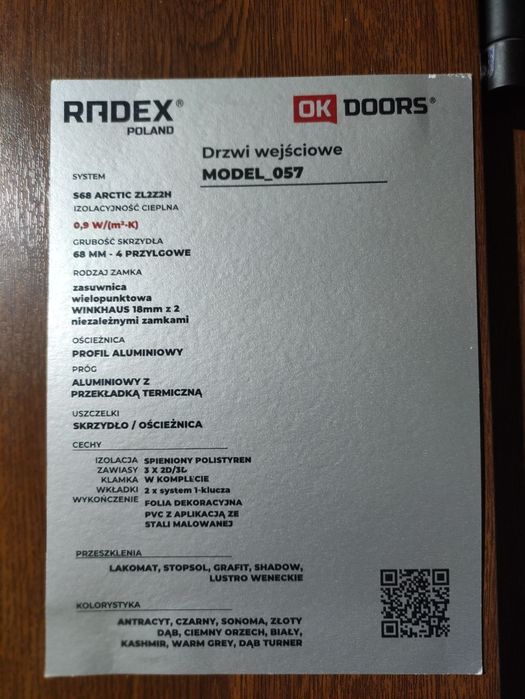 RADEX®
POLAND
OK DOORS®
Drzwi wejściowe
MODEL_057
SYSTEM
S68 ARCTIC ZL2Z2H
IZOLACYJNOŚĆ CIEPLNA
0,9 W/(m²·K)
GRUBOŚĆ SKRZYDŁA
68 MM - 4 PRZYLGOWE
RODZAJ ZAMKA
zasuwnica
wielopunktowa
WINKHAUS 18mm z 2
niezależnymi zamkami
OŚCIEŻNICA
PROFIL ALUMINIOWY
PRÓG
ALUMINIOWY Z
PRZEKŁADKĄ TERMICZNĄ
USZCZELKI
SKRZYDŁO / OŚCIEŻNICA
CECHY
IZOLACJA SPIENIONY POLISTYREN
ZAWIASY 3 X 2D/3D
KLAMKA W KOMPLECIE
WKŁADKI 2 x system 1-klucza
WYKOŃCZENIE FOLIA DEKORACYJNA
PVC Z APLIKACJĄ ZE
STALI MALOWANEJ
PRZESZKLENIA
LAKOMAT, STOPSOL, GRAFIT, SHADOW,
LUSTRO WENECKIE
KOLORYSTYKA
ANTRACYT, CZARNY, SONOMA, ZŁOTY
DĄB, CIEMNY ORZECH, BIAŁY,
KASHMIR, WARM GREY, DĄB TURNER